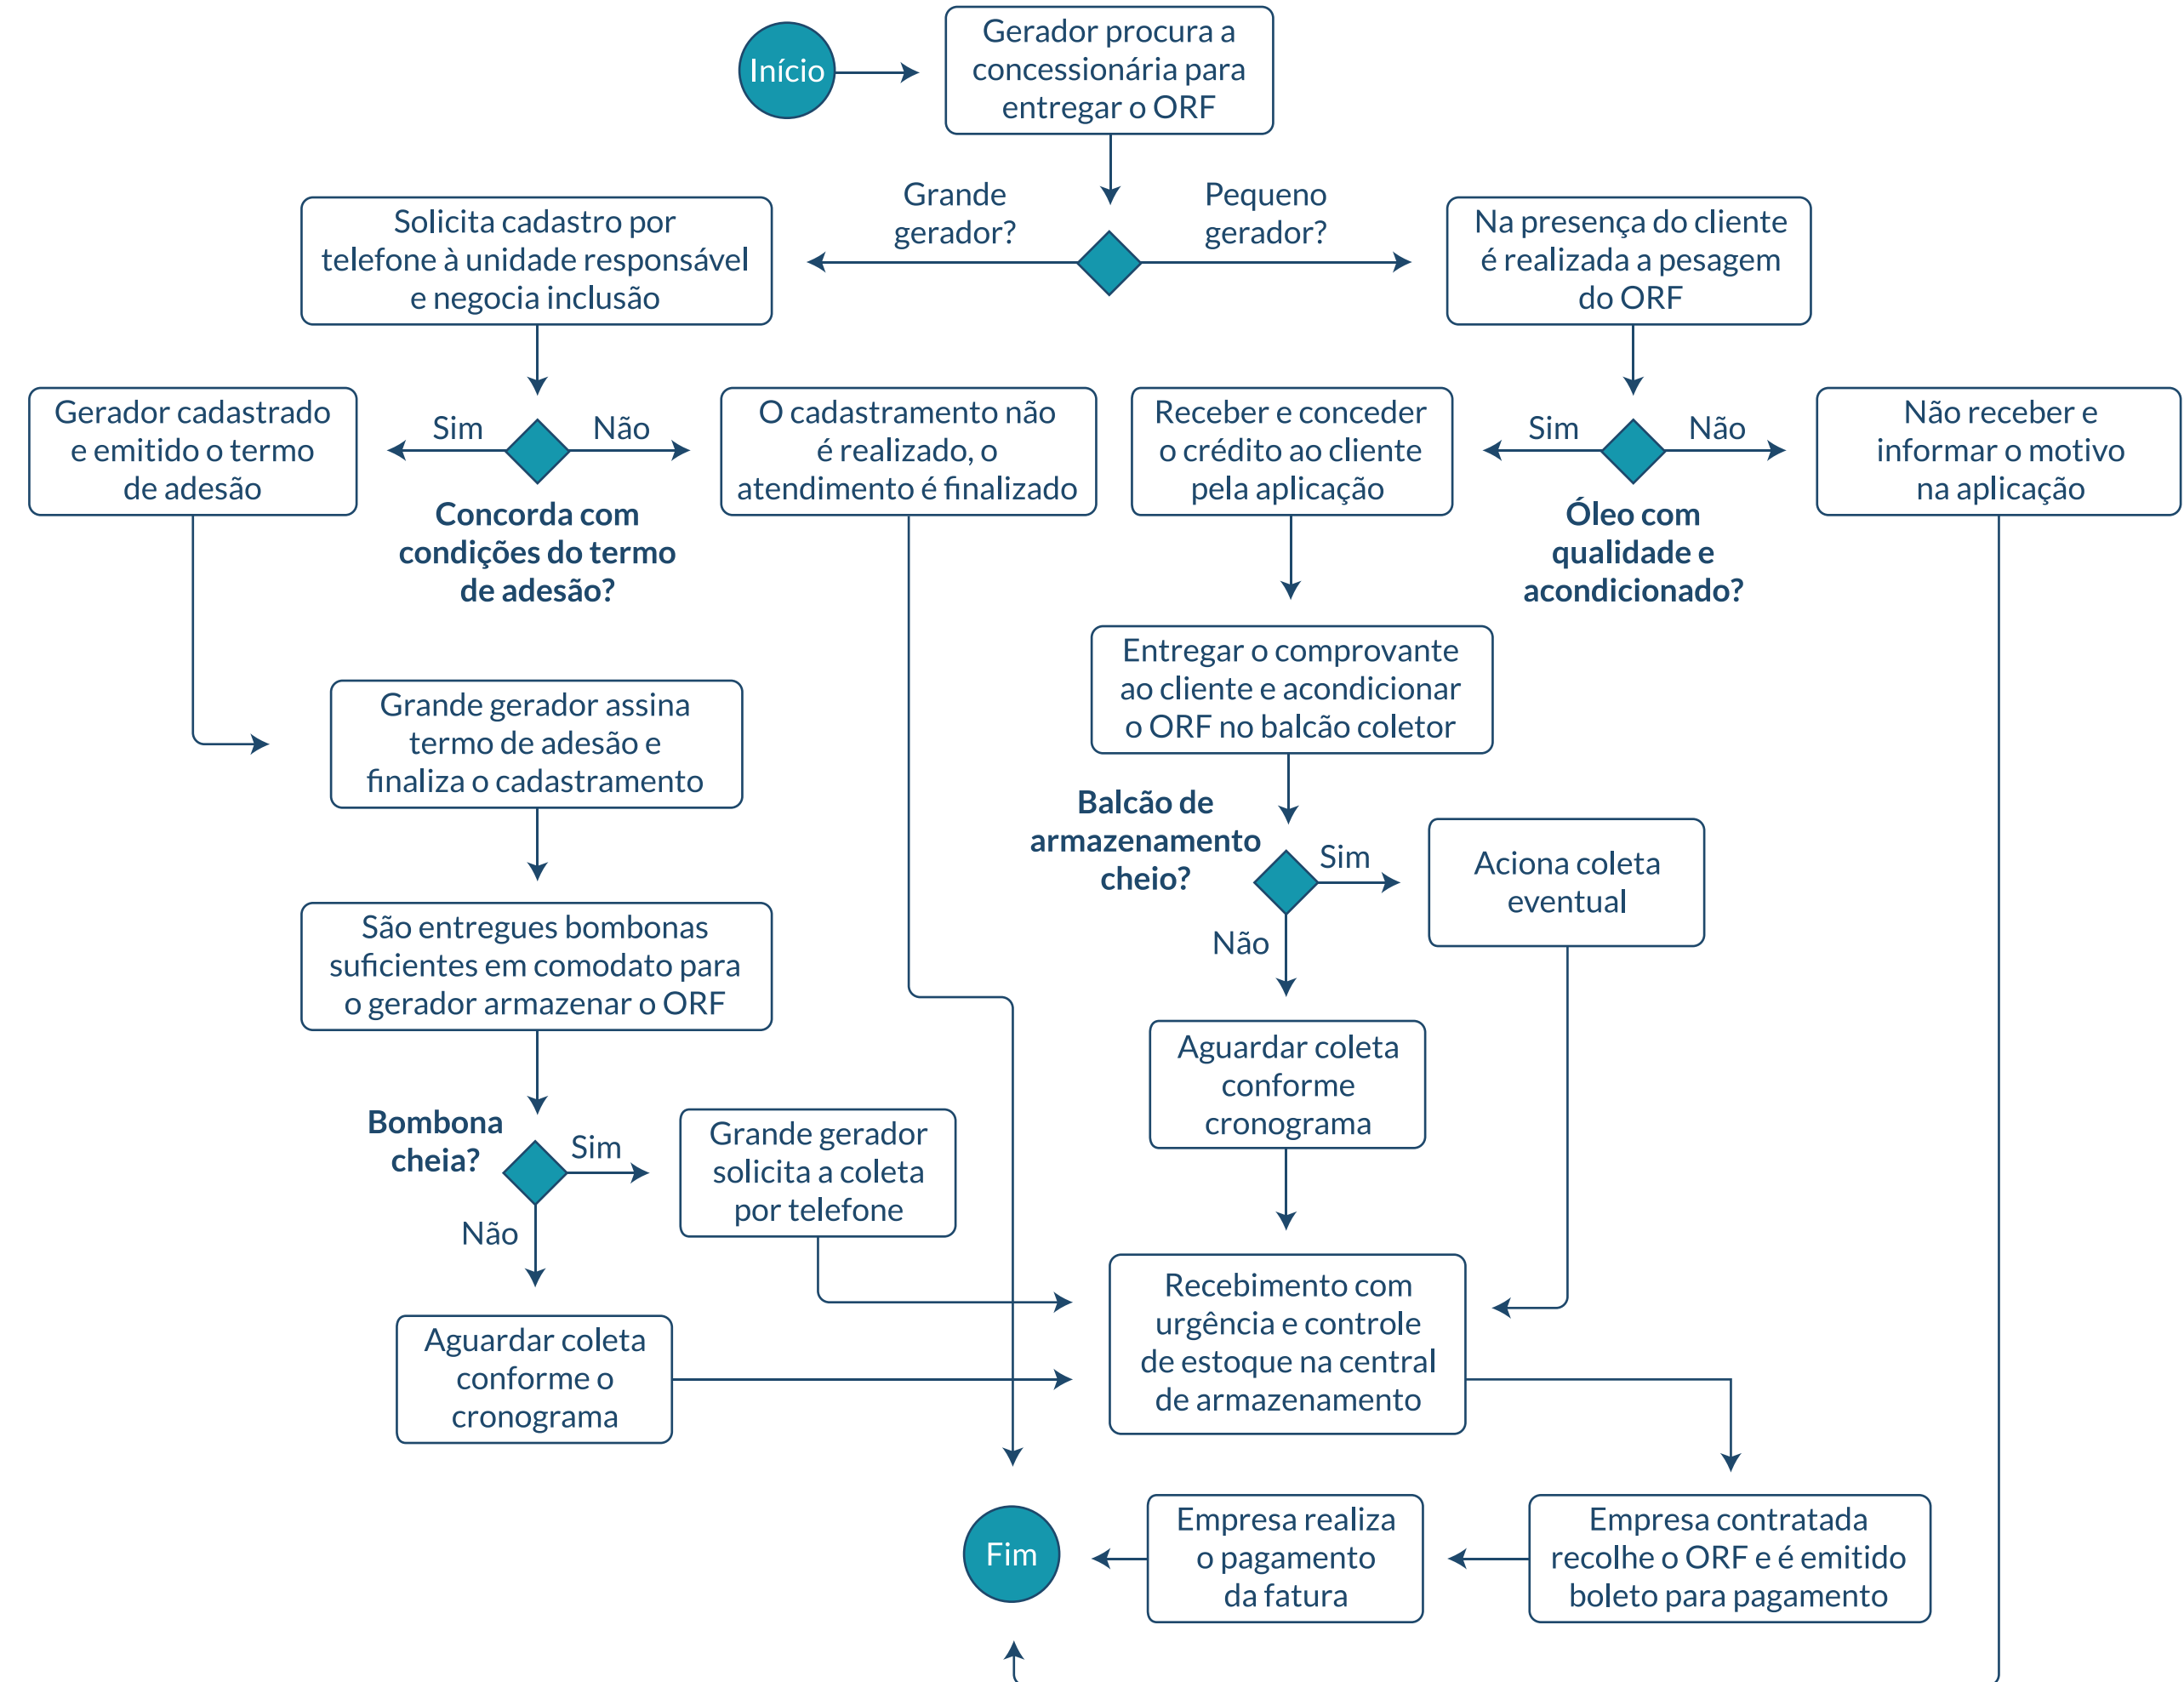 Início
Gerador procura a
concessionária para
entregar o ORF
Grande
gerador?
Pequeno
gerador?
Solicita cadastro por
telefone à unidade responsável
e negocia inclusão
Na presença do cliente
é realizada a pesagem
do ORF
Gerador cadastrado
e emitido o termo
de adesão
Sim
Não
Concorda com
condições do termo
de adesão?
O cadastramento não
é realizado, o
atendimento é finalizado
Receber e conceder
o crédito ao cliente
pela aplicação
Sim
Não
Óleo com
qualidade e
acondicionado?
Não receber e
informar o motivo
na aplicação
Grande gerador assina
termo de adesão e
finaliza o cadastramento
Entregar o comprovante
ao cliente e acondicionar
o ORF no balcão coletor
Balcão de
armazenamento
cheio?
Sim
Não
Aciona coleta
eventual
São entregues bombonas
suficientes em comodato para
o gerador armazenar o ORF
Aguardar coleta
conforme
cronograma
Bombona
cheia?
Sim
Não
Grande gerador
solicita a coleta
por telefone
Aguardar coleta
conforme o
cronograma
Recebimento com
urgência e controle
de estoque na central
de armazenamento
Fim
Empresa realiza
o pagamento
da fatura
Empresa contratada
recolhe o ORF e é emitido
boleto para pagamento